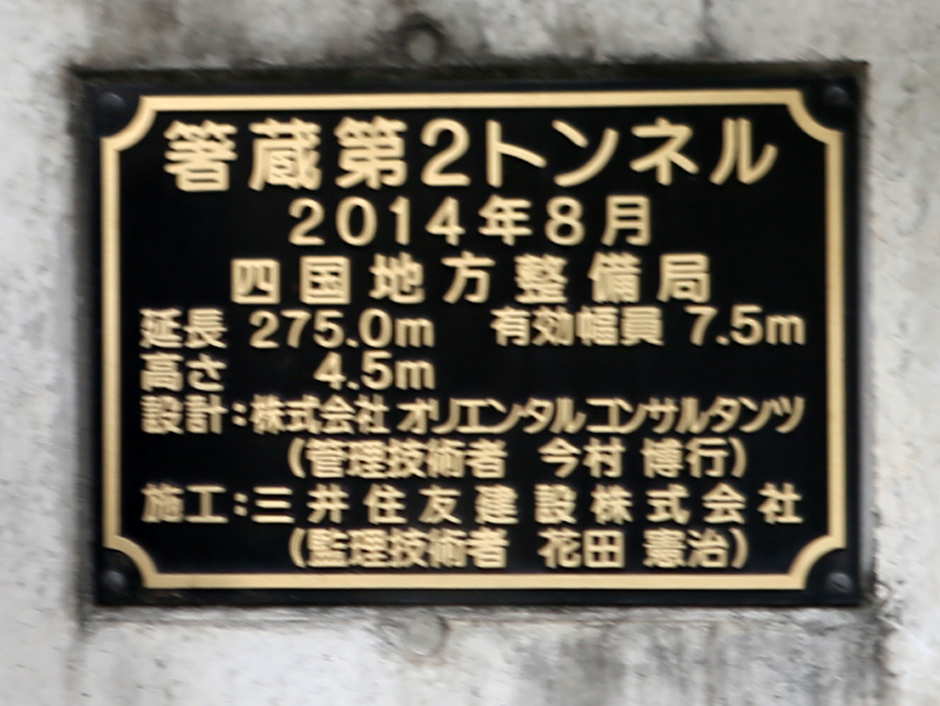 箸蔵第2トンネル
2014年8月
四国地方整備局
延長 275.0m 有効幅員 7.5m
高さ 4.5m
設計:株式会社 オリエンタルコンサルタンツ
(管理技術者 今村 博行)
施工:三井住友建設株式会社
(監理技術者 花田 憲治)